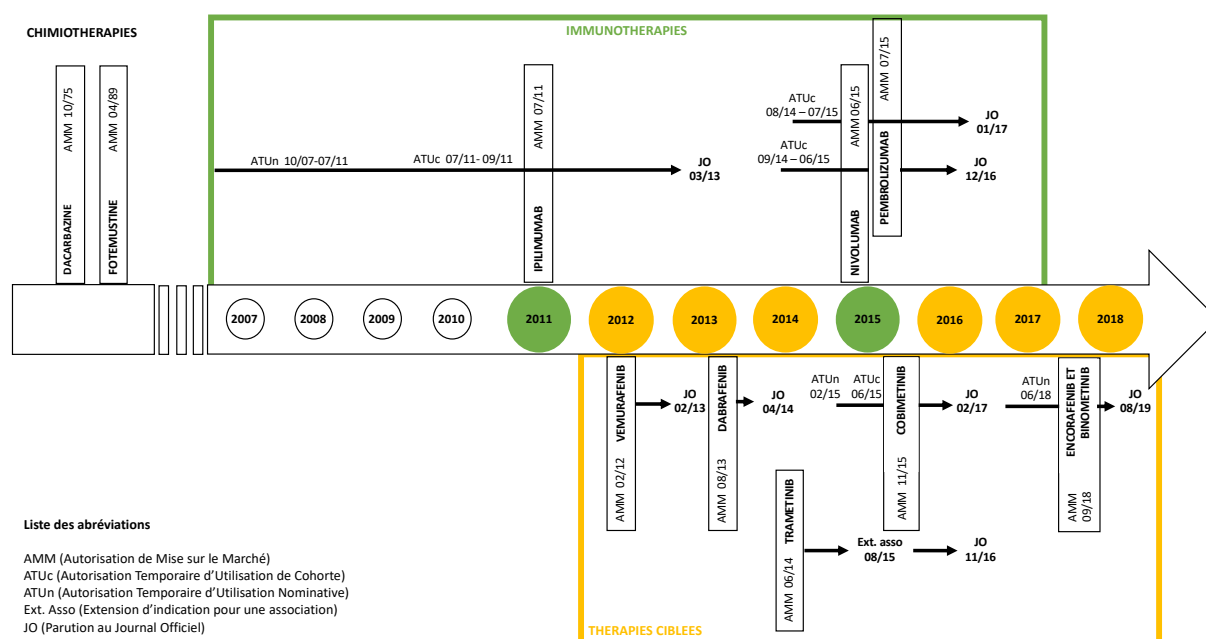 CHIMIOTHERAPIES
IMMUNOTHERAPIES
DACARBAZINE AMM 10/75
FOTEMUSTINE AMM 04/89
ATUn 10/07-07/11
ATUc 07/11- 09/11
IPILIMUMAB AMM 07/11
JO
03/13
ATUc
08/14 – 07/15
ATUc
09/14 – 06/15
NIVOLUMAB AMM 06/15
PEMBROLIZUMAB AMM 07/15
JO
01/17
JO
12/16
2007
2008
2009
2010
2011
2012
2013
2014
2015
2016
2017
2018
AMM 02/12 VEMURAFENIB
JO
02/13
AMM 08/13 DABRAFENIB
JO
04/14
ATUn
02/15
ATUc
06/15
AMM 11/15 COBIMETINIB
JO
02/17
ATUn
06/18
ENCORAFENIB ET
BINOMETINIB
AMM
09/18
JO
08/19
AMM 06/14 TRAMETINIB
Ext. asso
08/15
JO
11/16
Liste des abréviations
AMM (Autorisation de Mise sur le Marché)
ATUc (Autorisation Temporaire d'Utilisation de Cohorte)
ATUn (Autorisation Temporaire d'Utilisation Nominative)
Ext. Asso (Extension d'indication pour une association)
JO (Parution au Journal Officiel)
THERAPIES CIBLEES